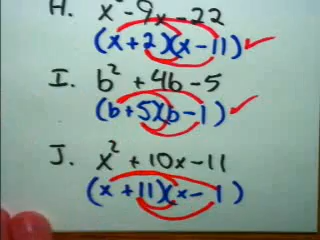 H. x² - 9x - 22
(x + 2)(x - 11) ✓
I. b² + 4b - 5
(b + 5)(b - 1) ✓
J. x² + 10x - 11
(x + 11)(x - 1)